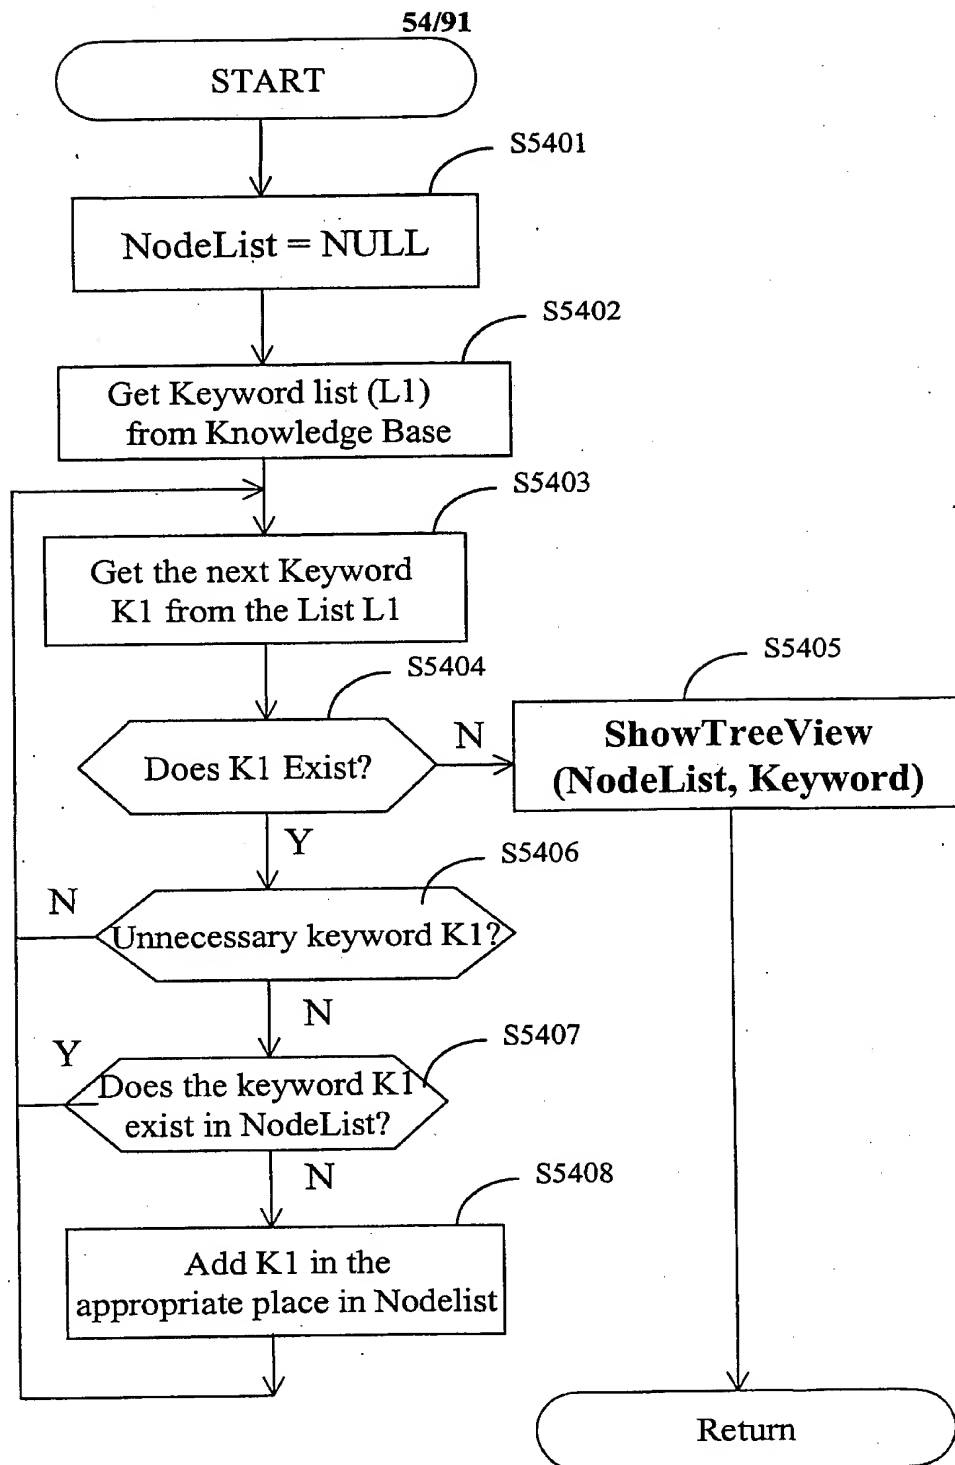 54/91
START
S5401
NodeList = NULL
S5402
Get Keyword list (L1)
from Knowledge Base
S5403
Get the next Keyword
K1 from the List L1
S5404
S5405
Does K1 Exist?
N
ShowTreeView
(NodeList, Keyword)
Y
S5406
N
Unnecessary keyword K1?
N
S5407
Y
Does the keyword K1
exist in NodeList?
N
S5408
Add K1 in the
appropriate place in Nodelist
Return